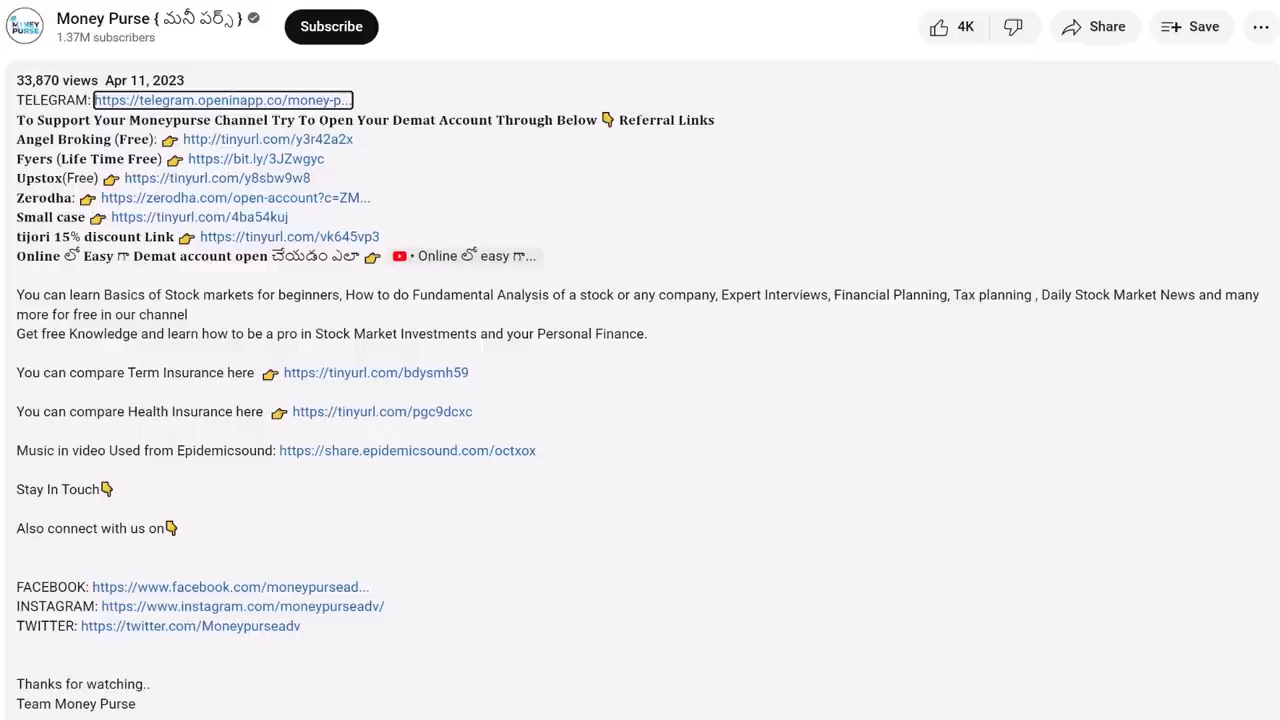 MONEY PURSE
Money Purse { మనీ పర్స్ }
1.37M subscribers
Subscribe
4K
Share
Save
33,870 views Apr 11, 2023
TELEGRAM: https://telegram.openinapp.co/money-p...
To Support Your Moneypurse Channel Try To Open Your Demat Account Through Below 👇 Referral Links
Angel Broking (Free): 👉 http://tinyurl.com/y3r42a2x
Fyers (Life Time Free) 👉 https://bit.ly/3JZwgyc
Upstox(Free) 👉 https://tinyurl.com/y8sbw9w8
Zerodha: 👉 https://zerodha.com/open-account?c=ZM...
Small case 👉 https://tinyurl.com/4ba54kuj
tijori 15% discount Link 👉 https://tinyurl.com/vk645vp3
Online లో Easy గా Demat account open చేయడం ఎలా 👉 • Online లో easy గా...
You can learn Basics of Stock markets for beginners, How to do Fundamental Analysis of a stock or any company, Expert Interviews, Financial Planning, Tax planning , Daily Stock Market News and many
more for free in our channel
Get free Knowledge and learn how to be a pro in Stock Market Investments and your Personal Finance.
You can compare Term Insurance here 👉 https://tinyurl.com/bdysmh59
You can compare Health Insurance here 👉 https://tinyurl.com/pgc9dcxc
Music in video Used from Epidemicsound: https://share.epidemicsound.com/octxox
Stay In Touch👇
Also connect with us on👇
FACEBOOK: https://www.facebook.com/moneypursead...
INSTAGRAM: https://www.instagram.com/moneypurseadv/
TWITTER: https://twitter.com/Moneypurseadv
Thanks for watching..
Team Money Purse